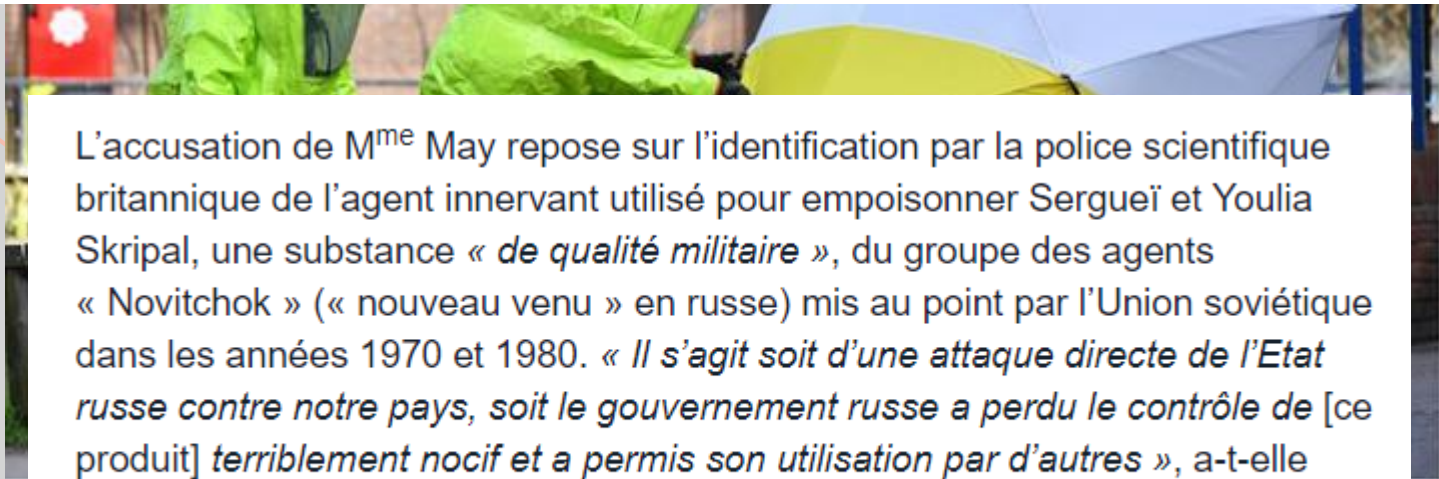 L’accusation de Mme May repose sur l’identification par la police scientifique
britannique de l’agent innervant utilisé pour empoisonner Sergueï et Youlia
Skripal, une substance « de qualité militaire », du groupe des agents
« Novitchok » (« nouveau venu » en russe) mis au point par l’Union soviétique
dans les années 1970 et 1980. « Il s’agit soit d’une attaque directe de l’Etat
russe contre notre pays, soit le gouvernement russe a perdu le contrôle de [ce
produit] terriblement nocif et a permis son utilisation par d’autres », a-t-elle